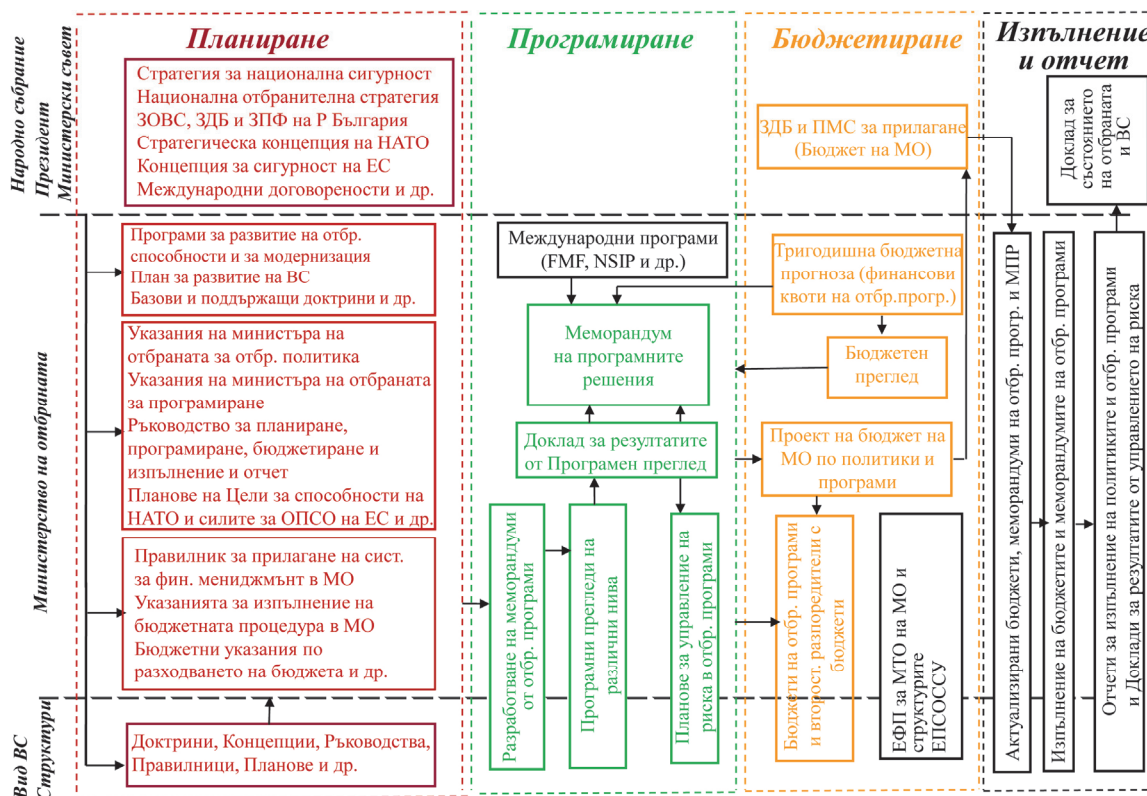 Планиране
Програмиране
Бюджетиране
Изпълнение
и отчет
Народно събрание
Президент
Министерски съвет
Министерство на отбраната
Вид ВС
Структури
Стратегия за национална сигурност
Национална отбранителна стратегия
ЗОВС, ЗДБ и ЗПФ на Р България
Стратегическа концепция на НАТО
Концепция за сигурност на ЕС
Международни договорености и др.
Програми за развитие на отбр.
способности и за модернизация
План за развитие на ВС
Базови и поддържащи доктрини и др.
Указания на министъра на
отбраната за отбр. политика
Указания на министъра на отбраната
за програмиране
Ръководство за планиране,
програмиране, бюджетиране и
изпълнение и отчет
Планове на Цели за способности на
НАТО и силите за ОПСО на ЕС и др.
Правилник за прилагане на сист.
за фин. мениджмънт в МО
Указанията за изпълнение на
бюджетната процедура в МО
Бюджетни указания по
разходването на бюджета и др.
Доктрини, Концепции, Ръководства,
Правилници, Планове и др.
Международни програми
(FMF, NSIP и др.)
Меморандум
на програмните
решения
Доклад за резултатите
от Програмен преглед
Разработване на меморандуми
от отбр. програми
Програмни прегледи на
различни нива
Планове за управление на
риска в отбр. програми
ЗДБ и ПМС за прилагане
(Бюджет на МО)
Тригодишна бюджетна
прогноза (финансови
квоти на отбр.прогр.)
Бюджетен
преглед
Проект на бюджет на
МО по политики и
програми
Бюджети на отбр. програми
и второст. разпоредители с
бюджети
ЕФП за МТО на МО и
структурите
ЕПСОССУ
Доклад за
състоянието
на отбраната
и ВС
Актуализирани бюджети, меморандуми на отбр. прогр. и МПР
Изпълнение на бюджетите и меморандумите на отбр. програми
Отчети за изпълнение на политиките и отбр. програми
и Доклади за резултатите от управлението на риска